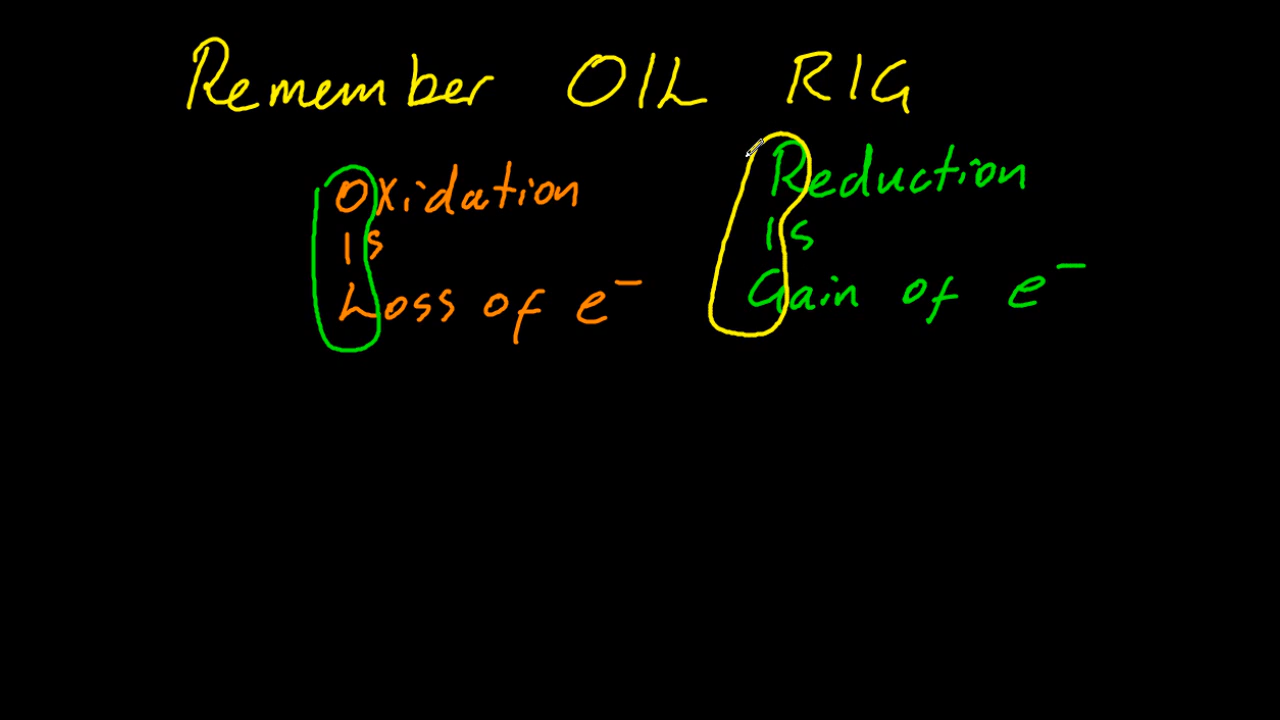 Remember OIL RIG
Oxidation
Is
Loss of e⁻
Reduction
Is
Gain of e⁻